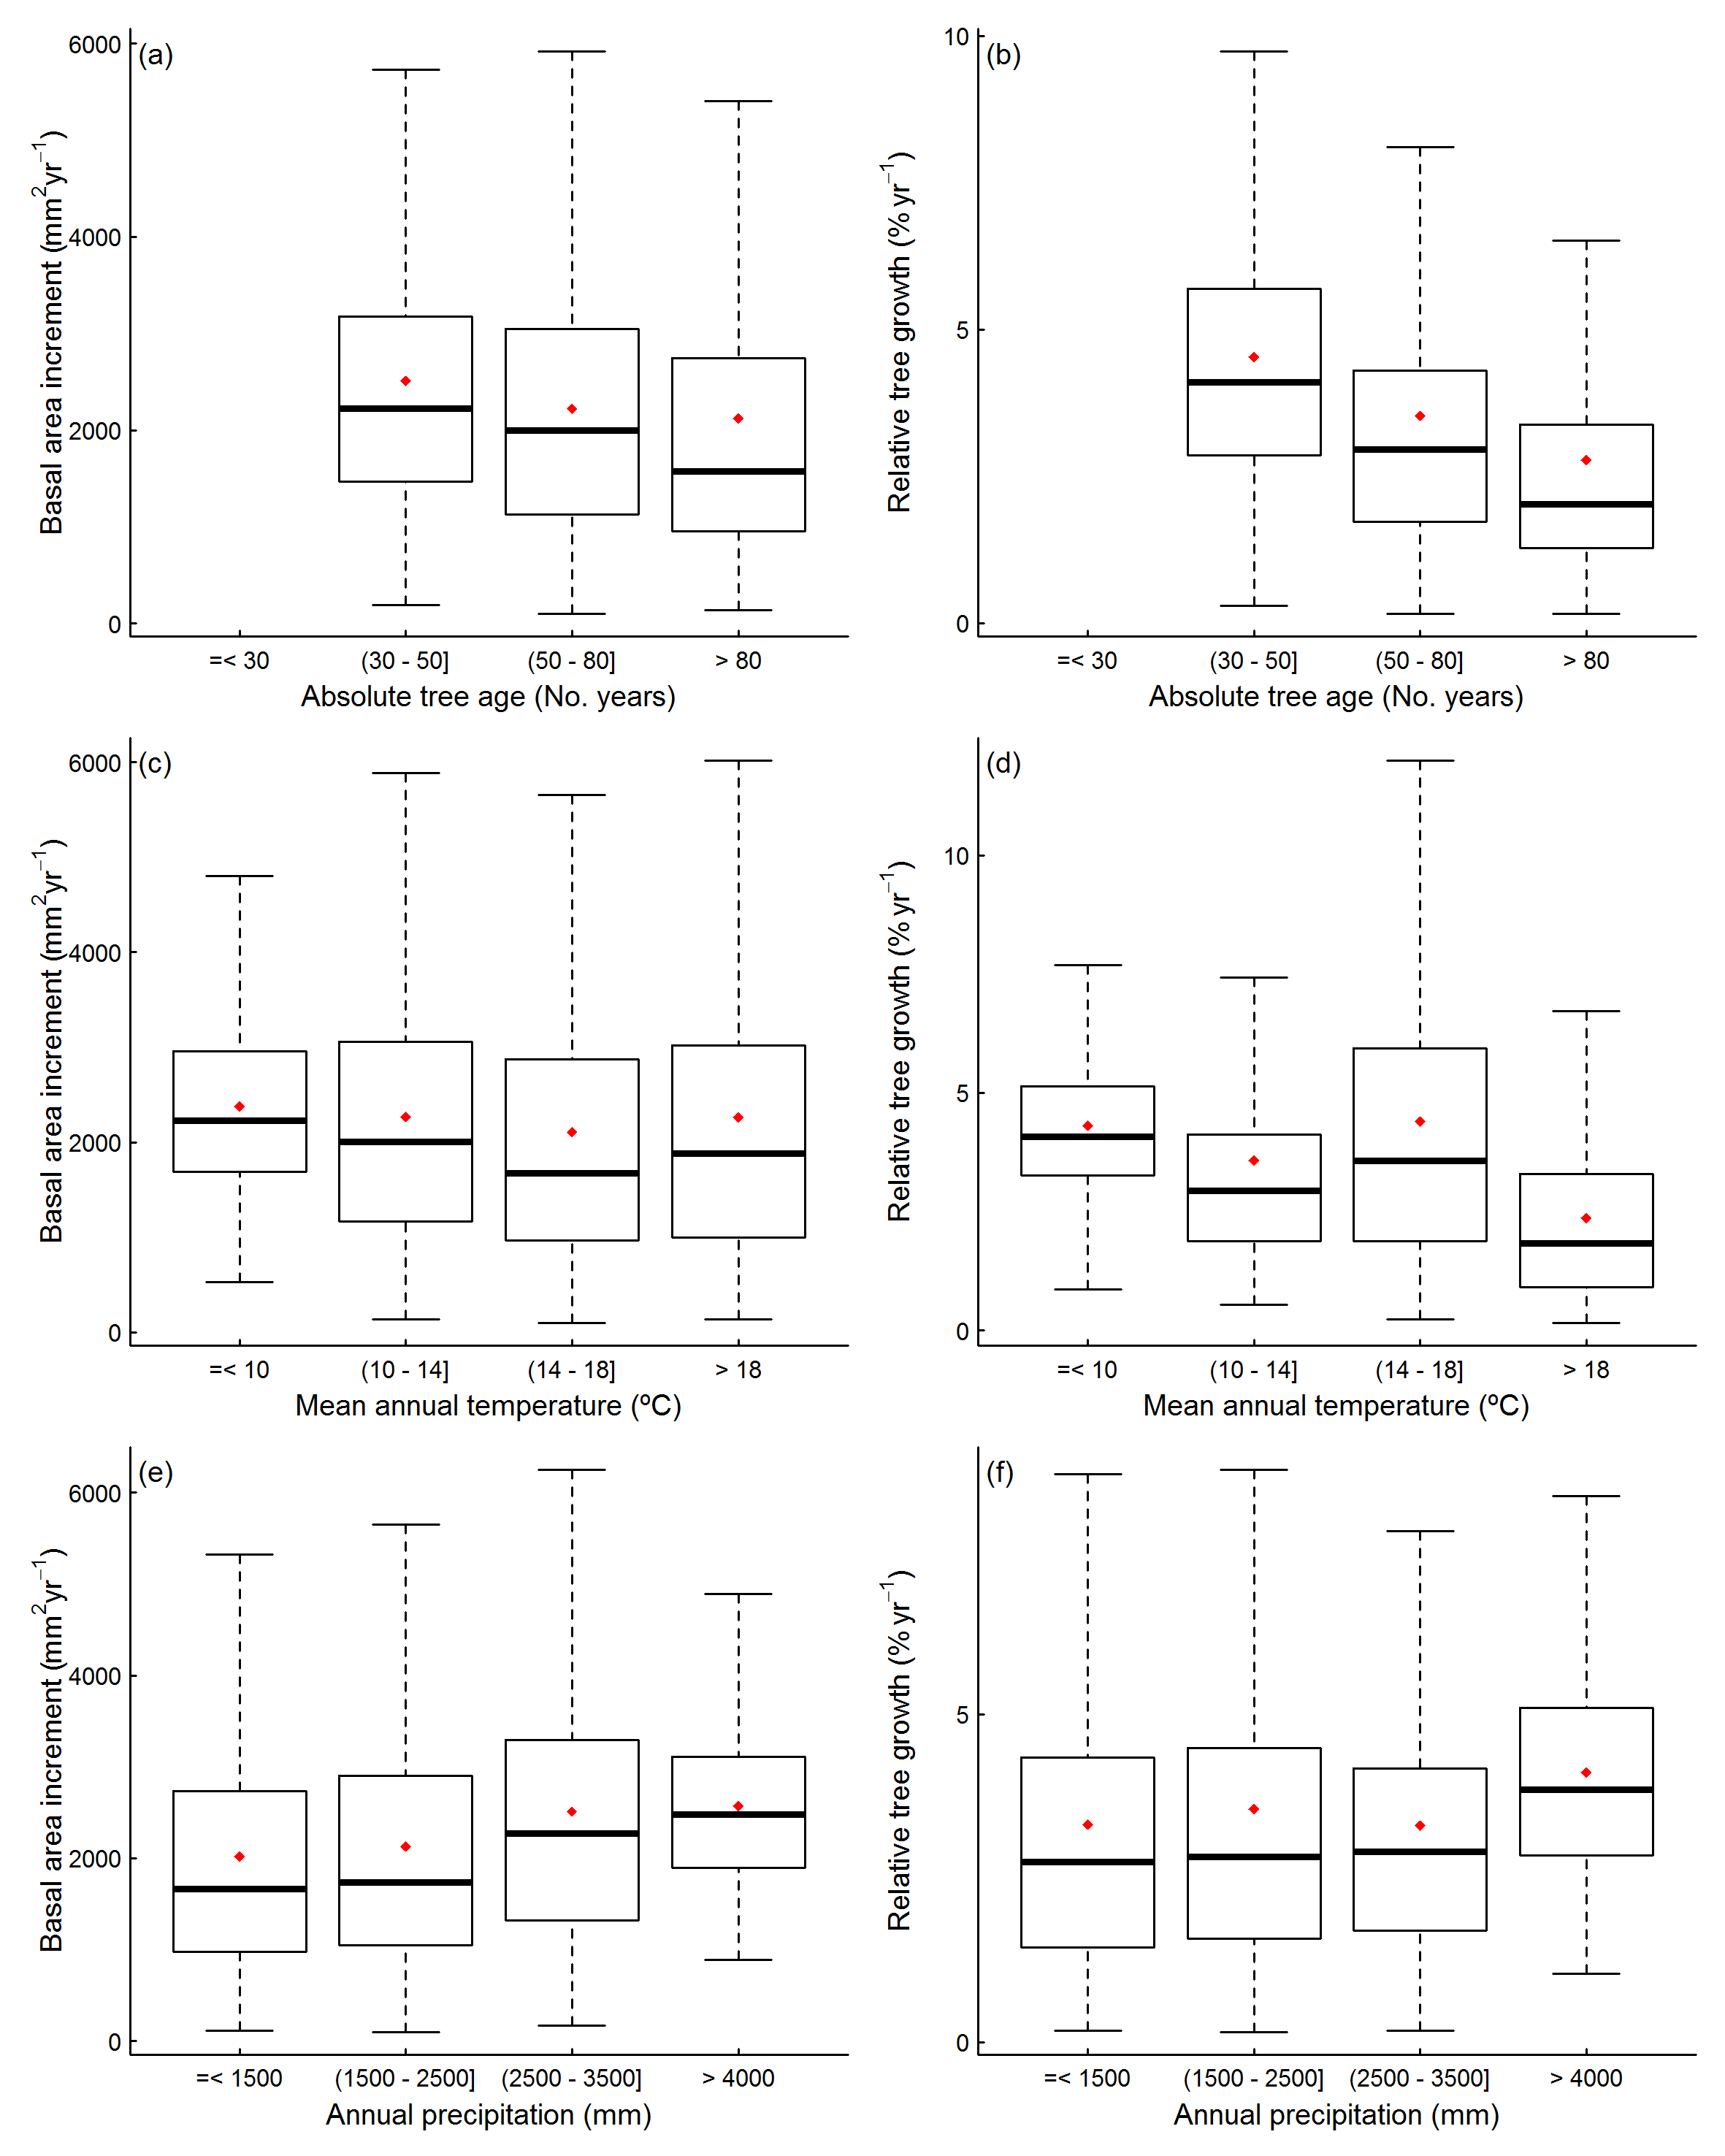 (a)
6000
4000
2000
0
Basal area increment (mm²yr⁻¹)
=< 30 (30 - 50] (50 - 80] > 80
Absolute tree age (No. years)
(b)
10
5
0
Relative tree growth (% yr⁻¹)
=< 30 (30 - 50] (50 - 80] > 80
Absolute tree age (No. years)
(c)
6000
4000
2000
0
Basal area increment (mm²yr⁻¹)
=< 10 (10 - 14] (14 - 18] > 18
Mean annual temperature (ºC)
(d)
10
5
0
Relative tree growth (% yr⁻¹)
=< 10 (10 - 14] (14 - 18] > 18
Mean annual temperature (ºC)
(e)
6000
4000
2000
0
Basal area increment (mm²yr⁻¹)
=< 1500 (1500 - 2500] (2500 - 3500] > 4000
Annual precipitation (mm)
(f)
5
0
Relative tree growth (% yr⁻¹)
=< 1500 (1500 - 2500] (2500 - 3500] > 4000
Annual precipitation (mm)